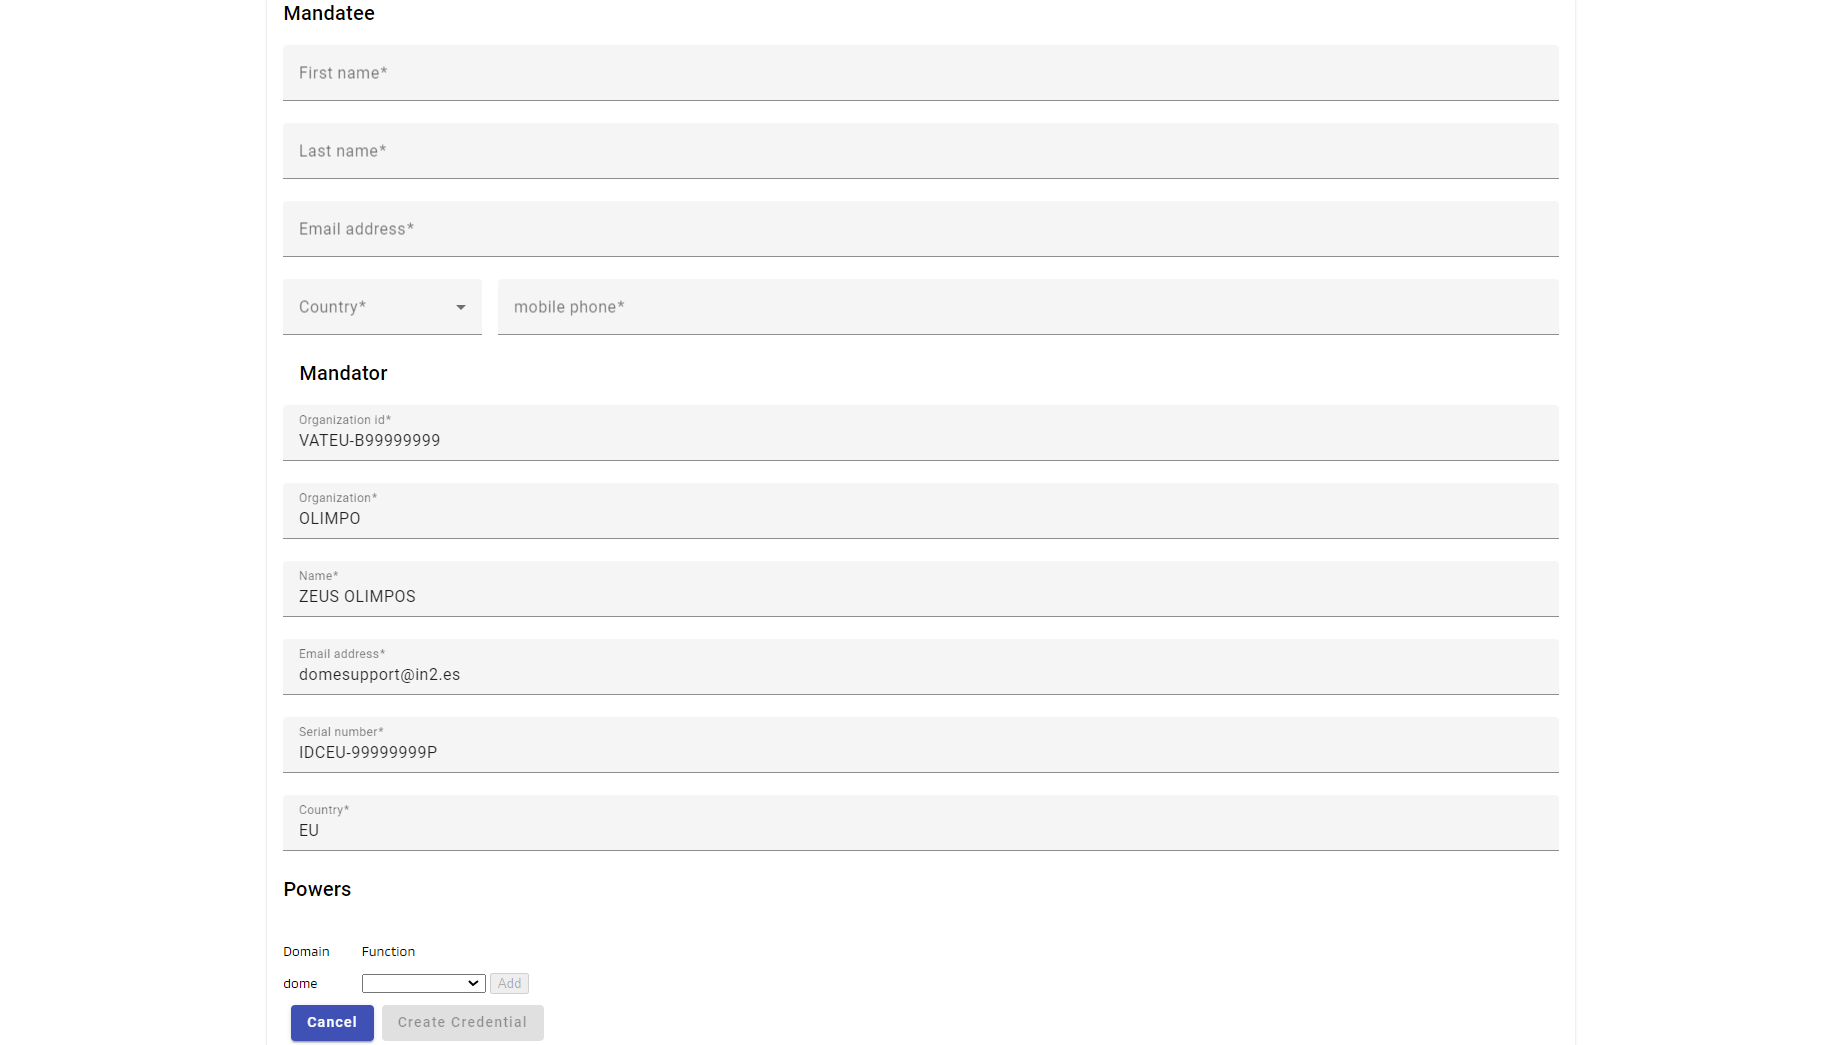 Mandatee
First name*
Last name*
Email address*
Country* mobile phone*
Mandator
Organization id*
VATEU-B99999999
Organization*
OLIMPO
Name*
ZEUS OLIMPOS
Email address*
domesupport@in2.es
Serial number*
IDCEU-99999999P
Country*
EU
Powers
Domain Function
dome Add
Cancel Create Credential